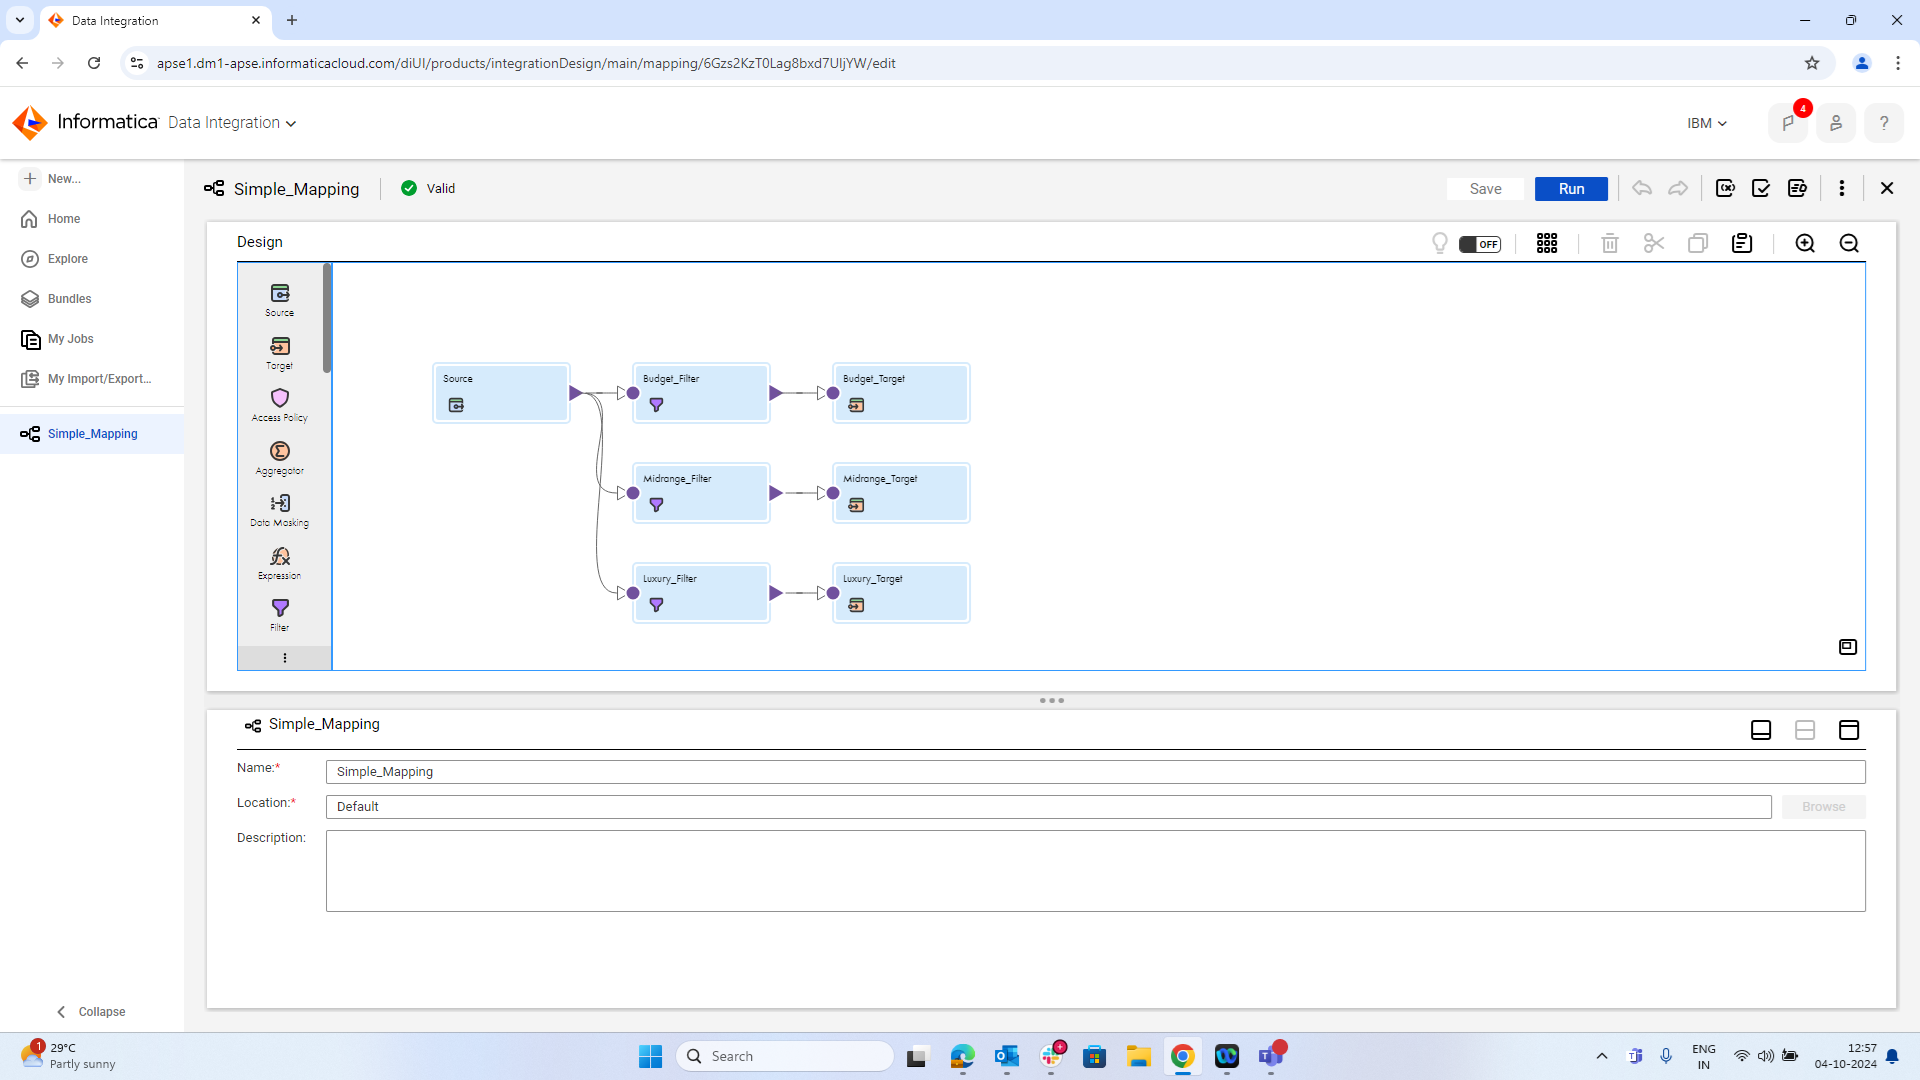 Data Integration
apse1.dm1-apse.informaticacloud.com/diUI/products/integrationDesign/main/mapping/6Gzs2KzT0Lag8bxd7UIjYW/edit
Informatica Data Integration
IBM
4
?
New...
Home
Explore
Bundles
My Jobs
My Import/Export...
Simple_Mapping
Collapse
Simple_Mapping
Valid
Save
Run
Design
OFF
Source
Target
Access Policy
Aggregator
Data Masking
Expression
Filter
Source
Budget_Filter
Budget_Target
Midrange_Filter
Midrange_Target
Luxury_Filter
Luxury_Target
Simple_Mapping
Name:*
Simple_Mapping
Location:*
Default
Browse
Description:
1
29°C
Partly sunny
Search
ENG
IN
12:57
04-10-2024